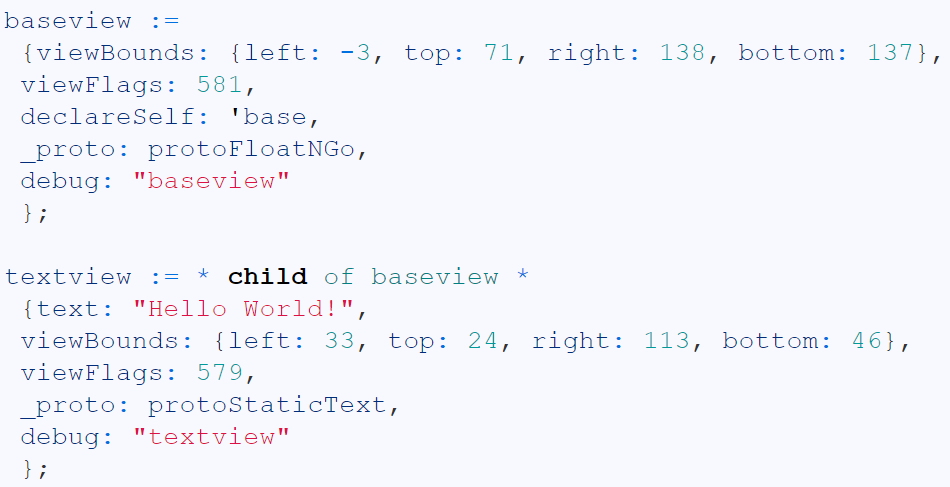 baseview :=
{viewBounds: {left: -3, top: 71, right: 138, bottom: 137},
viewFlags: 581,
declareSelf: 'base,
_proto: protoFloatNGo,
debug: "baseview"
};
textview := * child of baseview *
{text: "Hello World!",
viewBounds: {left: 33, top: 24, right: 113, bottom: 46},
viewFlags: 579,
_proto: protoStaticText,
debug: "textview"
};